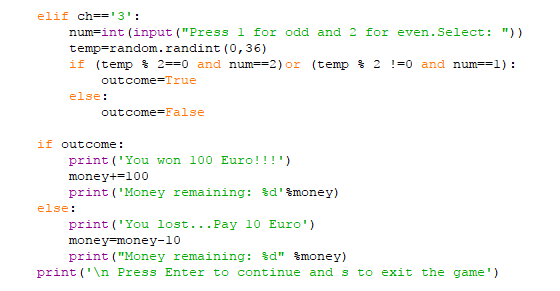 elif ch=='3':
num=int(input("Press 1 for odd and 2 for even.Select: "))
temp=random.randint(0,36)
if (temp % 2==0 and num==2)or (temp % 2 !=0 and num==1):
outcome=True
else:
outcome=False
if outcome:
print('You won 100 Euro!!!')
money+=100
print('Money remaining: %d'%money)
else:
print('You lost...Pay 10 Euro')
money=money-10
print("Money remaining: %d" %money)
print('\n Press Enter to continue and s to exit the game')